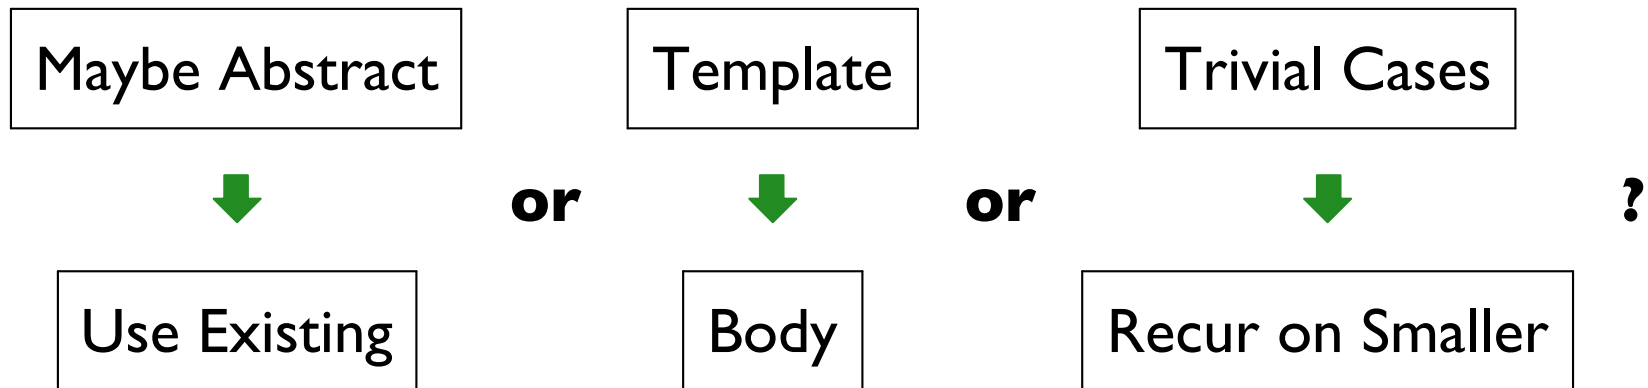 Maybe Abstract
Template
Trivial Cases
or
or
?
Use Existing
Body
Recur on Smaller